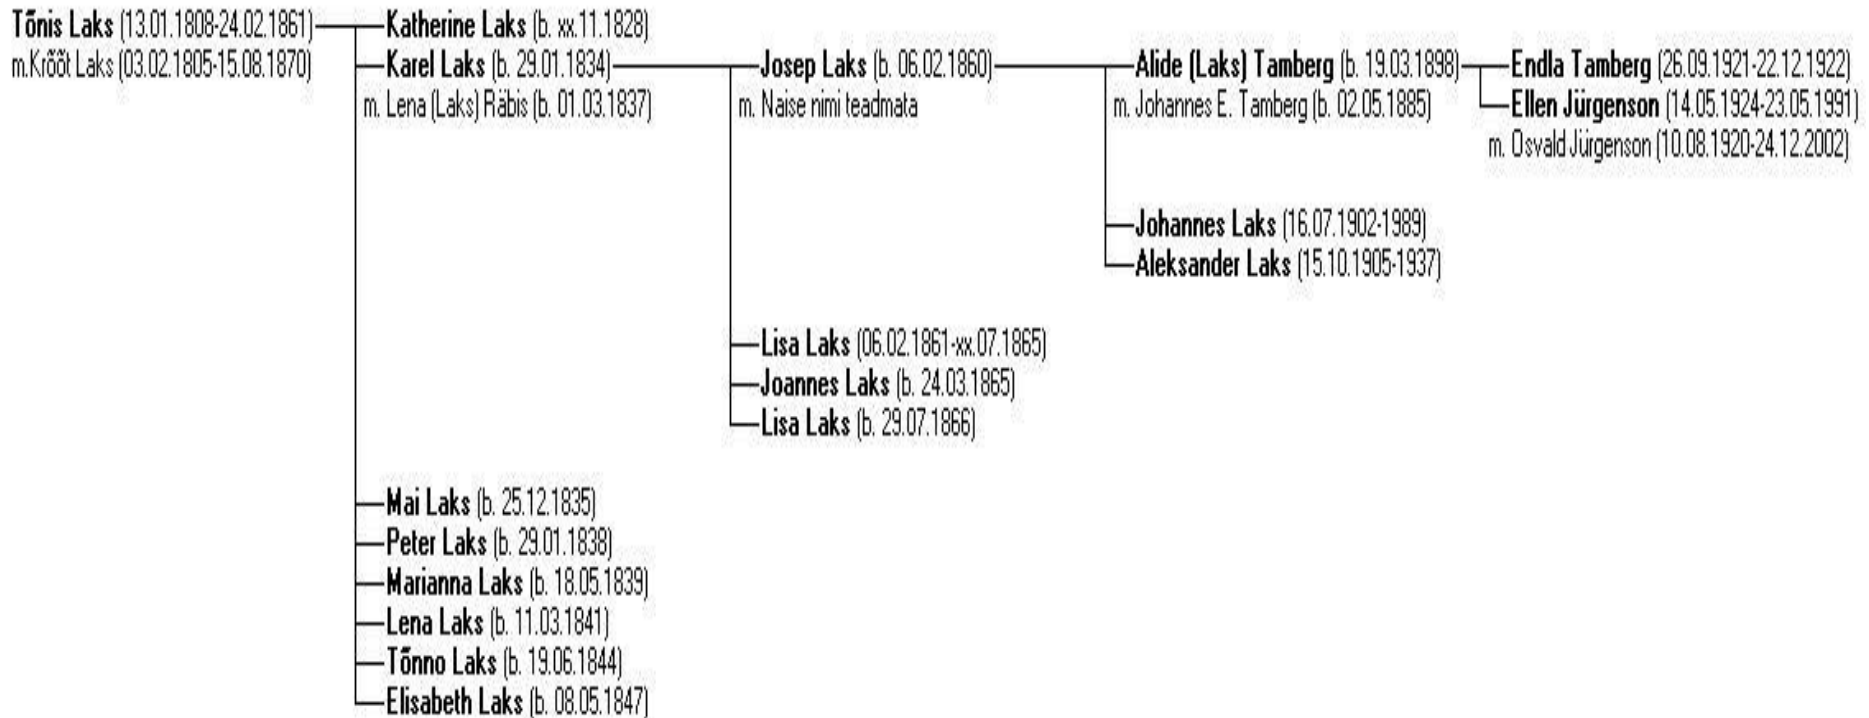 Tõnis Laks (13.01.1808-24.02.1861) Katherine Laks (b. xx.11.1828)
m.Krõõt Laks (03.02.1805-15.08.1870) Karel Laks (b. 29.01.1834) Josep Laks (b. 06.02.1860) Alide (Laks) Tamberg (b. 19.03.1898) Endla Tamberg (26.09.1921-22.12.1922)
m. Lena (Laks) Räbis (b. 01.03.1837) m. Naise nimi teadmata m. Johannes E. Tamberg (b. 02.05.1885) Ellen Jürgenson (14.05.1924-23.05.1991)
m. Osvald Jürgenson (10.08.1920-24.12.2002)
Johannes Laks (16.07.1902-1989)
Aleksander Laks (15.10.1905-1937)
Lisa Laks (06.02.1861-xx.07.1865)
Joannes Laks (b. 24.03.1865)
Lisa Laks (b. 29.07.1866)
Mai Laks (b. 25.12.1835)
Peter Laks (b. 29.01.1838)
Marianna Laks (b. 18.05.1839)
Lena Laks (b. 11.03.1841)
Tõnno Laks (b. 19.06.1844)
Elisabeth Laks (b. 08.05.1847)